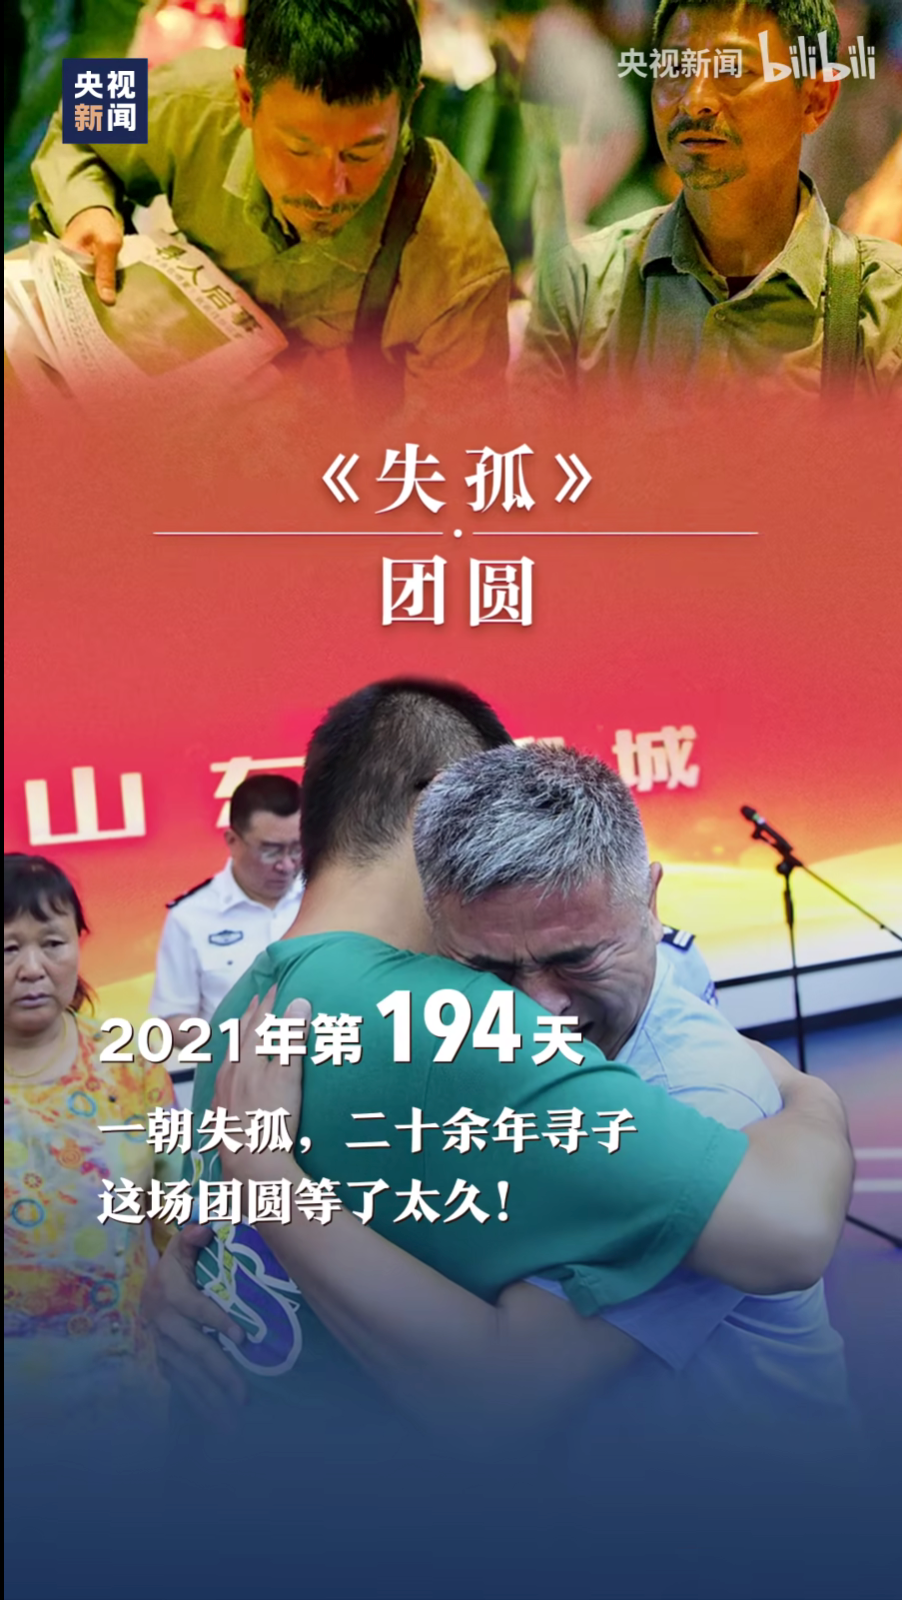 央视
新闻
央视新闻 bilibili
寻人启事
《失孤》
团圆
山东 城
2021年第194天
一朝失孤，二十余年寻子
这场团圆等了太久！